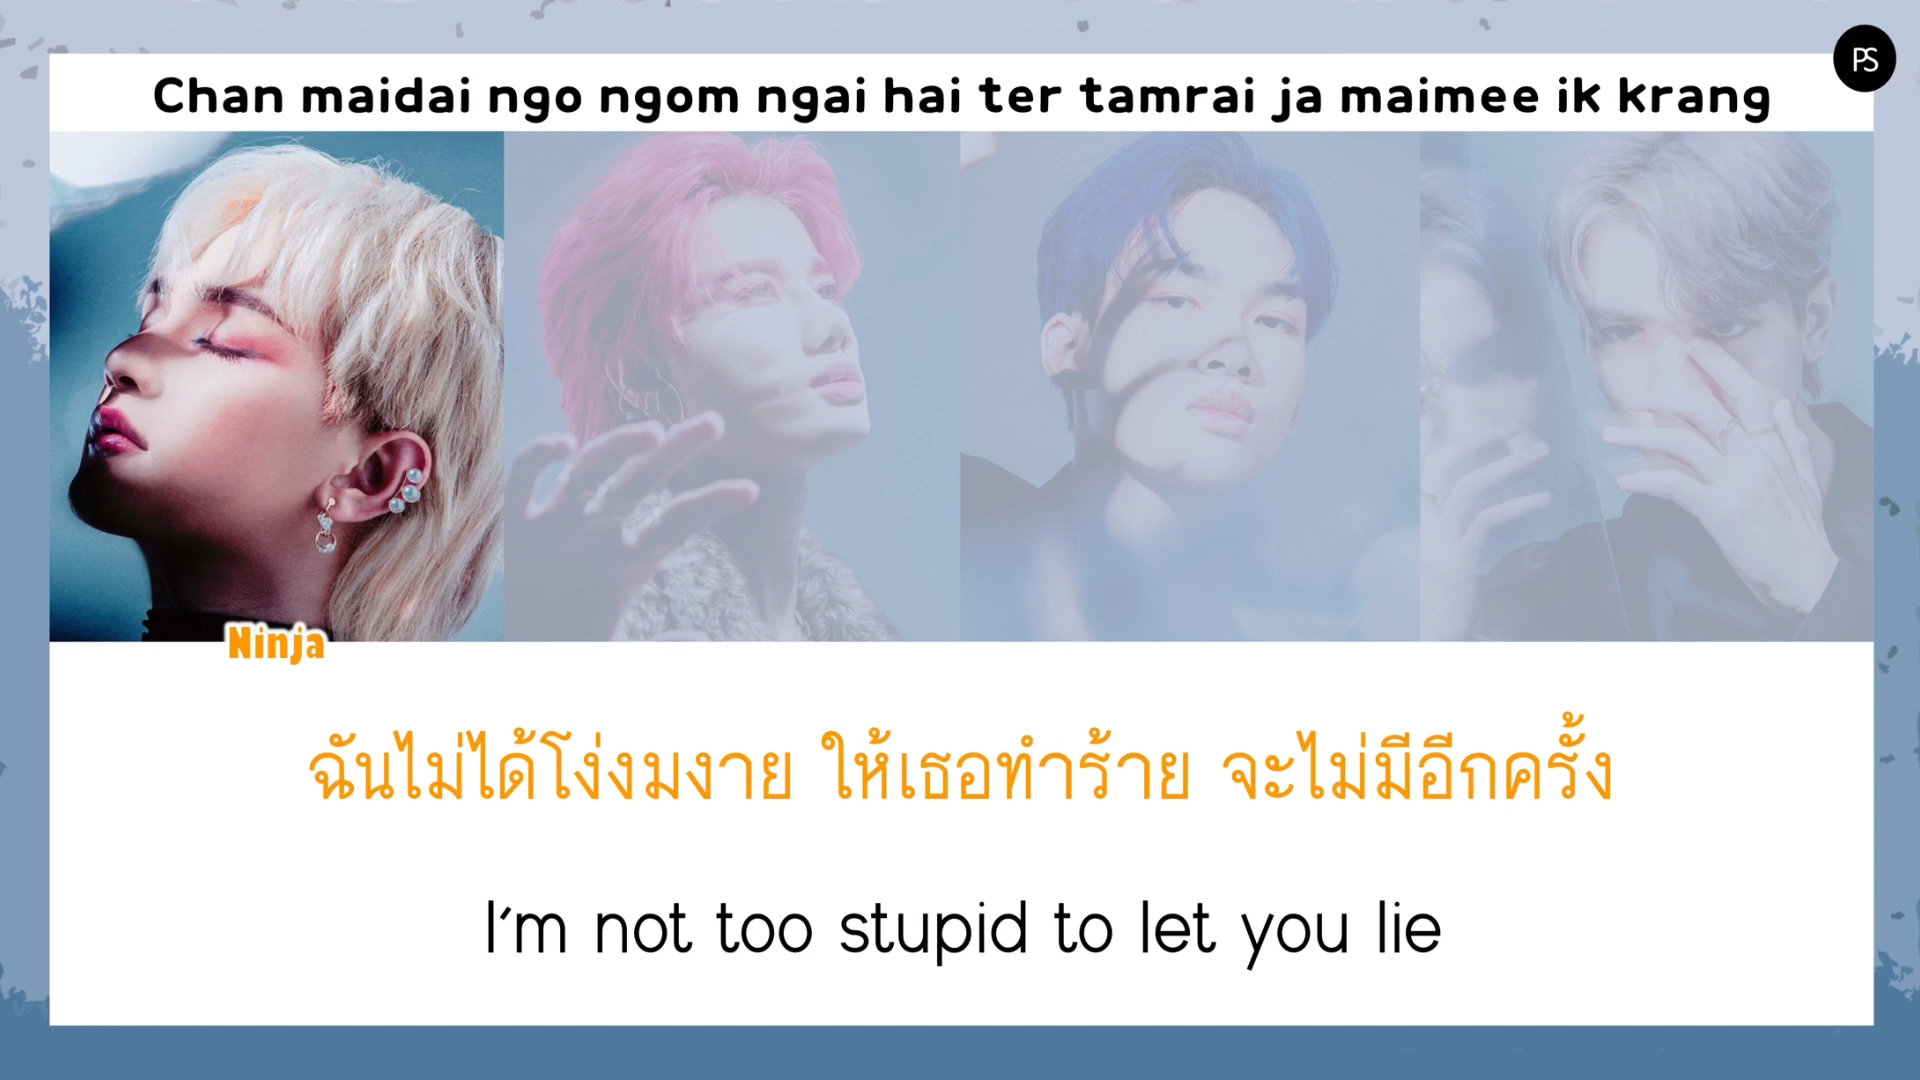 PS
Chan maidai ngo ngom ngai hai ter tamrai ja maimee ik krang
Ninja
ฉันไม่ได้โง่งมงาย ให้เธอทำร้าย จะไม่มีอีกครั้ง
I'm not too stupid to let you lie